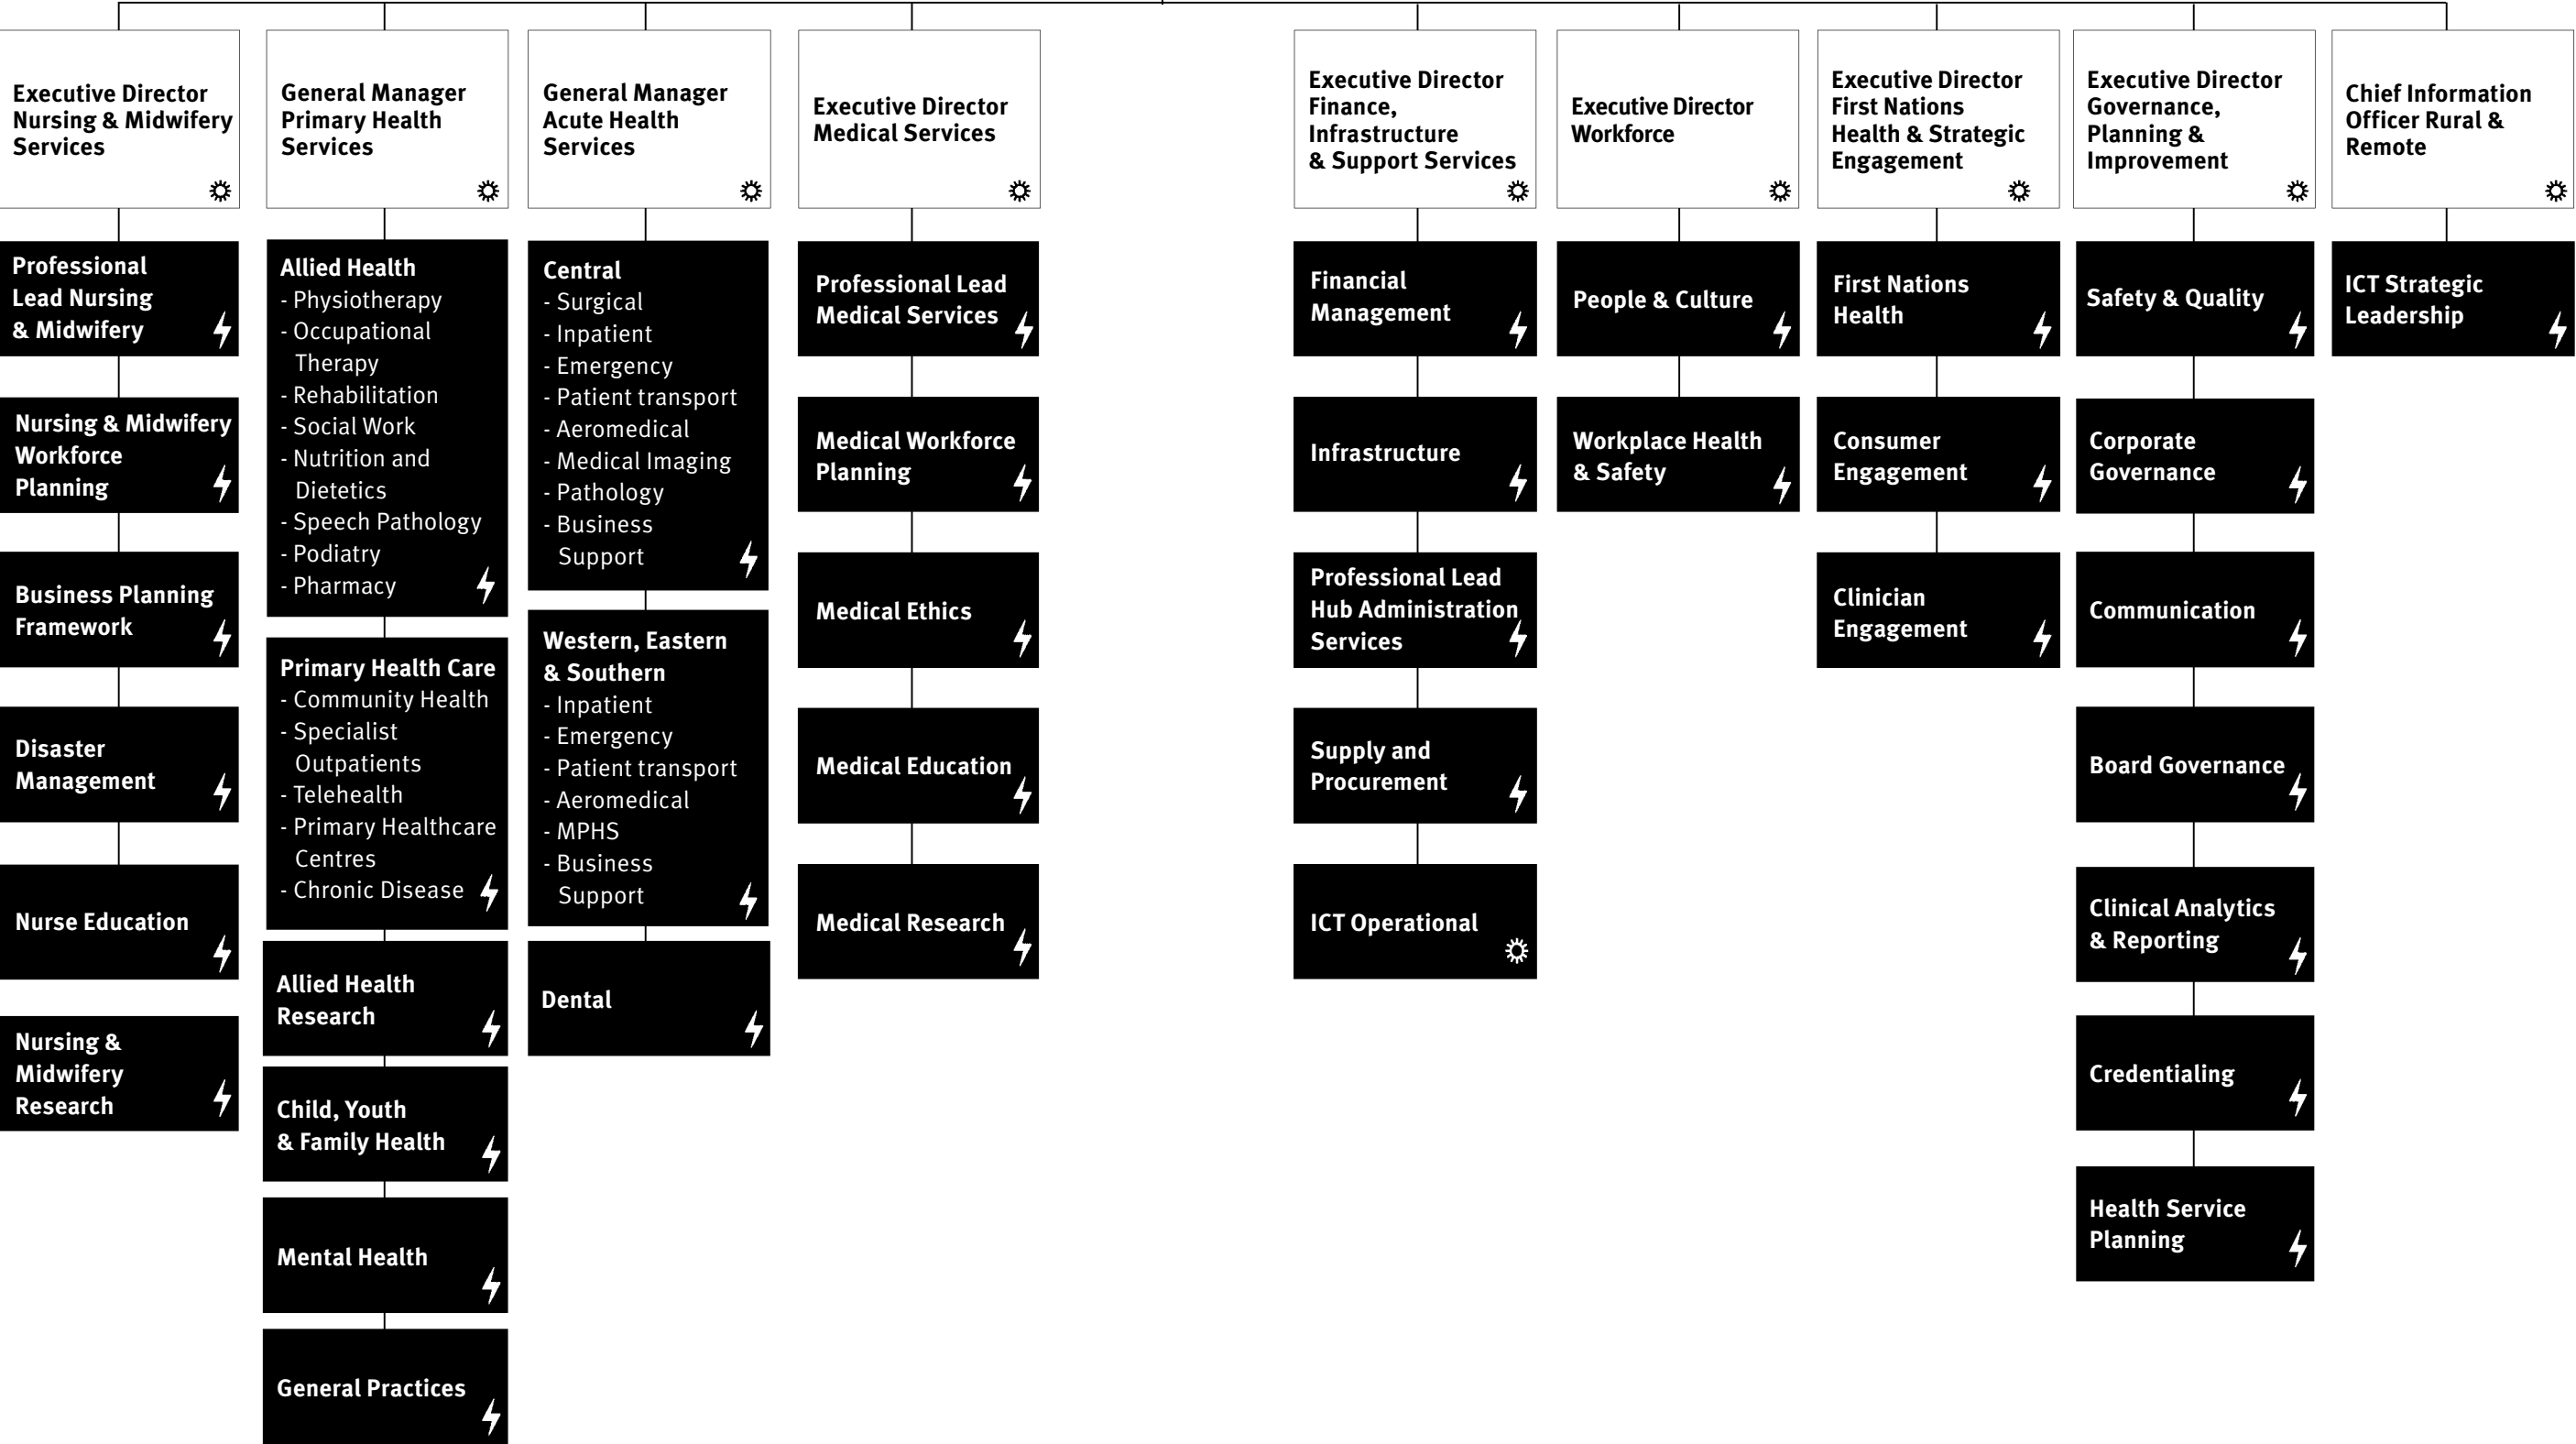 Executive Director
Nursing & Midwifery
Services
Professional
Lead Nursing
& Midwifery
Nursing & Midwifery
Workforce
Planning
Business Planning
Framework
Disaster
Management
Nurse Education
Nursing &
Midwifery
Research
General Manager
Primary Health
Services
Allied Health
- Physiotherapy
- Occupational
Therapy
- Rehabilitation
- Social Work
- Nutrition and
Dietetics
- Speech Pathology
- Podiatry
- Pharmacy
Primary Health Care
- Community Health
- Specialist
Outpatients
- Telehealth
- Primary Healthcare
Centres
- Chronic Disease
Allied Health
Research
Child, Youth
& Family Health
Mental Health
General Practices
General Manager
Acute Health
Services
Central
- Surgical
- Inpatient
- Emergency
- Patient transport
- Aeromedical
- Medical Imaging
- Pathology
- Business
Support
Western, Eastern
& Southern
- Inpatient
- Emergency
- Patient transport
- Aeromedical
- MPHS
- Business
Support
Dental
Executive Director
Medical Services
Professional Lead
Medical Services
Medical Workforce
Planning
Medical Ethics
Medical Education
Medical Research
Executive Director
Finance,
Infrastructure
& Support Services
Financial
Management
Infrastructure
Professional Lead
Hub Administration
Services
Supply and
Procurement
ICT Operational
Executive Director
Workforce
People & Culture
Workplace Health
& Safety
Executive Director
First Nations
Health & Strategic
Engagement
First Nations
Health
Consumer
Engagement
Clinician
Engagement
Executive Director
Governance,
Planning &
Improvement
Safety & Quality
Corporate
Governance
Communication
Board Governance
Clinical Analytics
& Reporting
Credentialing
Health Service
Planning
Chief Information
Officer Rural &
Remote
ICT Strategic
Leadership